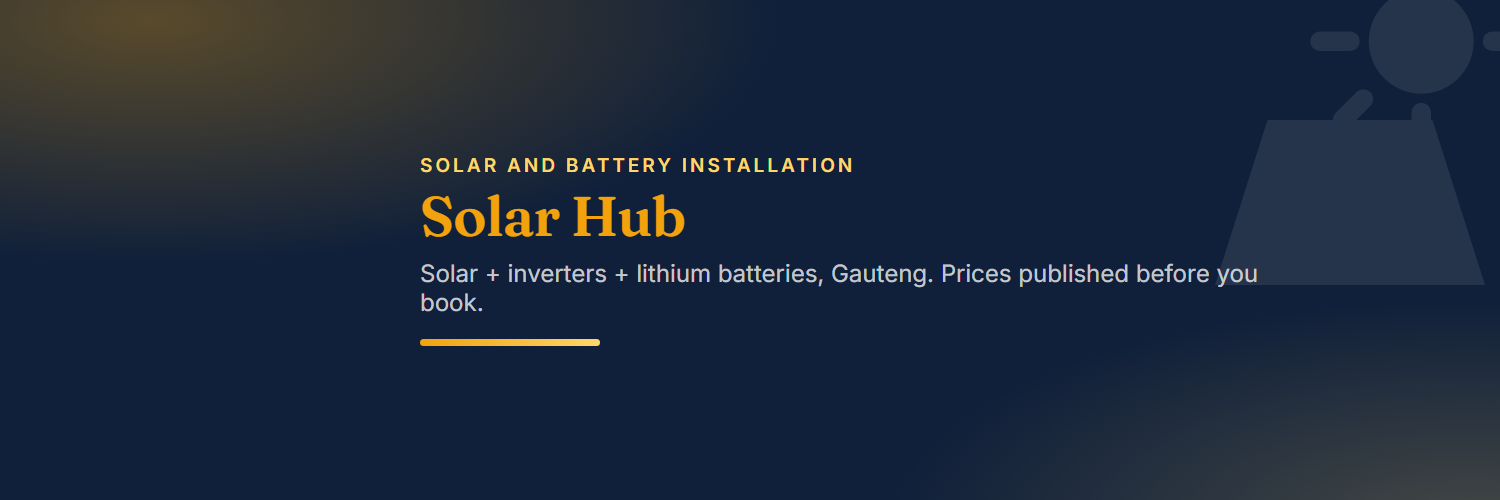 SOLAR AND BATTERY INSTALLATION
Solar Hub
Solar + inverters + lithium batteries, Gauteng. Prices published before you
book.